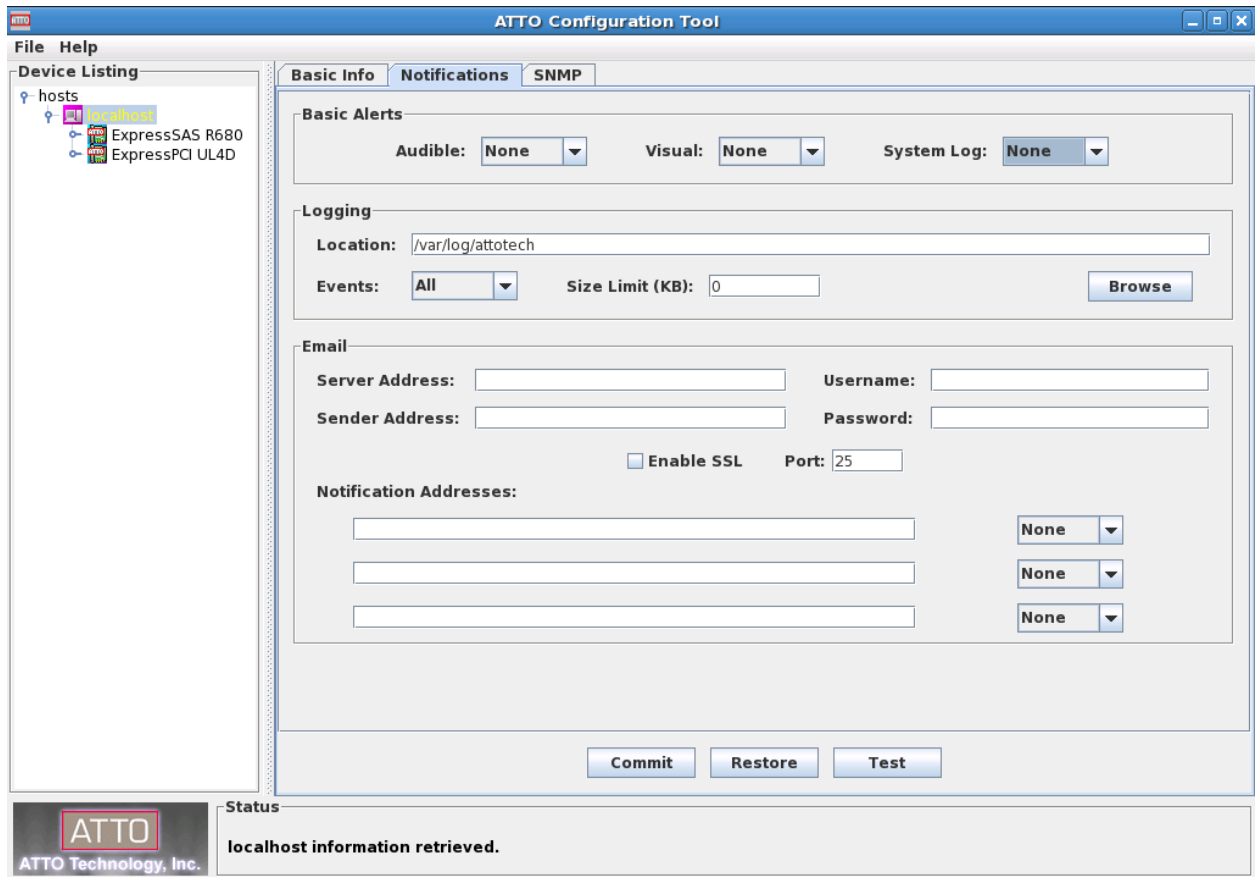 ATTO
ATTO Configuration Tool
File Help
Device Listing
hosts
localhost
ExpressSAS R680
ExpressPCI UL4D
Basic Info Notifications SNMP
Basic Alerts
Audible: None Visual: None System Log: None
Logging
Location: /var/log/attotech
Events: All Size Limit (KB): 0 Browse
Email
Server Address: Username:
Sender Address: Password:
Enable SSL Port: 25
Notification Addresses:
None
None
None
Commit Restore Test
ATTO
ATTO Technology, Inc.
Status
localhost information retrieved.